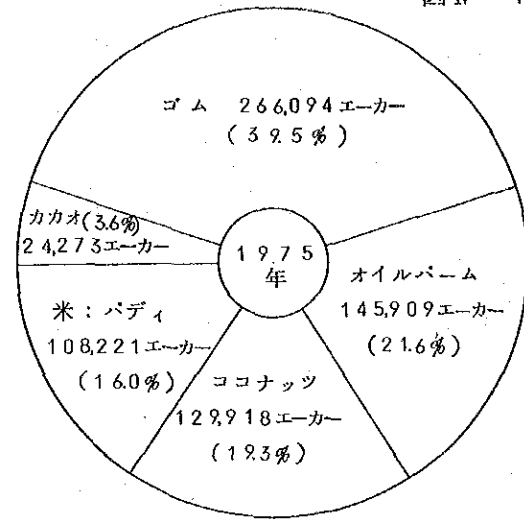 ゴム 266,094エーカー
(39.5%)
カカオ(3.6%)
24,273エーカー
1975
年
オイルパーム
145,909エーカー
(21.6%)
米:パディ
108,221エーカー
(16.0%)
ココナッツ
129,918エーカー
(19.3%)